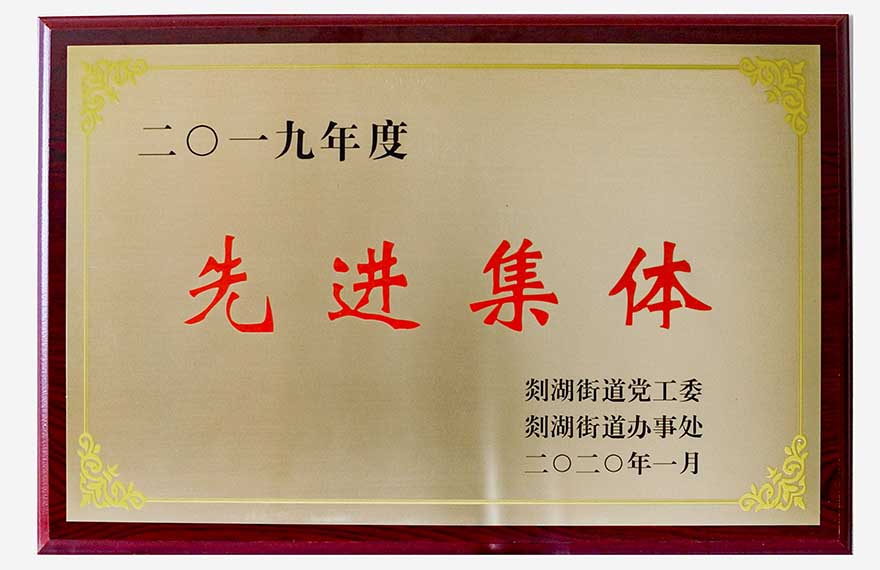 二〇一九年度
先进集体
剡湖街道党工委
剡湖街道办事处
二〇二〇年一月